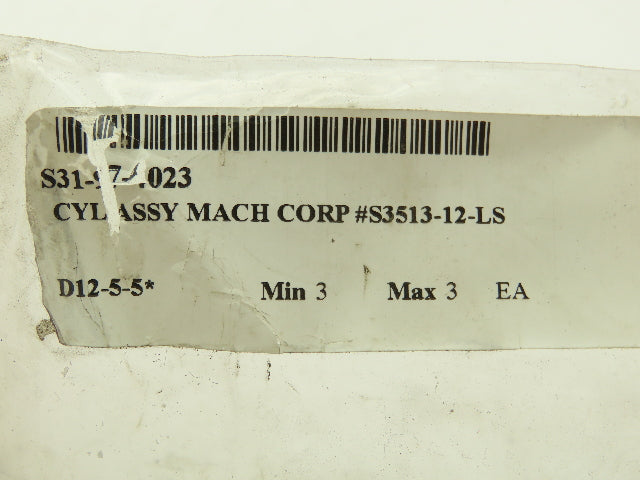 CYL ASSY MACH CORP #S3513-12-LS
D12-5-5* Min 3 Max 3 EA